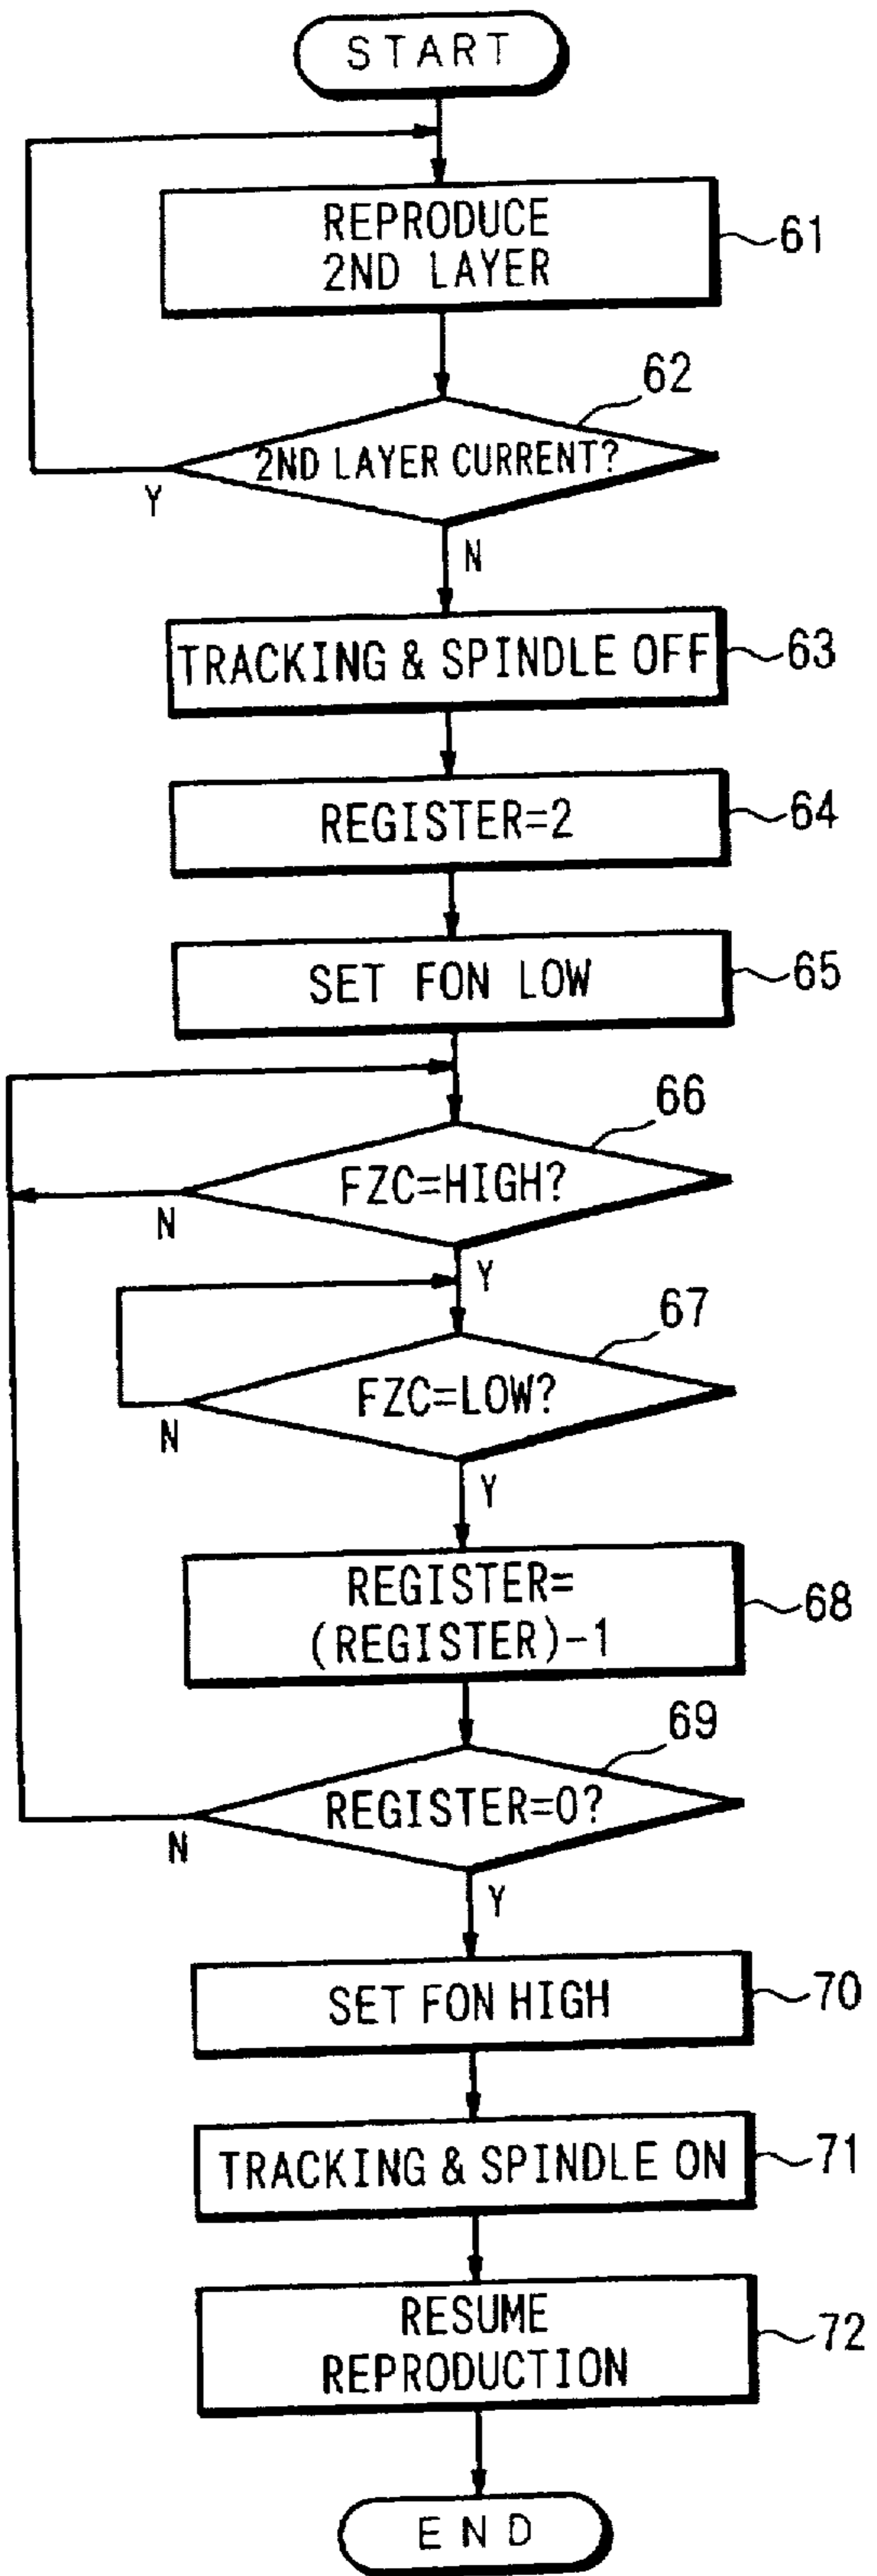 START
REPRODUCE
2ND LAYER
61
62
2ND LAYER CURRENT?
Y
N
TRACKING & SPINDLE OFF
63
REGISTER=2
64
SET FON LOW
65
66
FZC=HIGH?
N
Y
67
FZC=LOW?
N
Y
REGISTER=
(REGISTER)-1
68
69
REGISTER=0?
N
Y
SET FON HIGH
70
TRACKING & SPINDLE ON
71
RESUME
REPRODUCTION
72
END